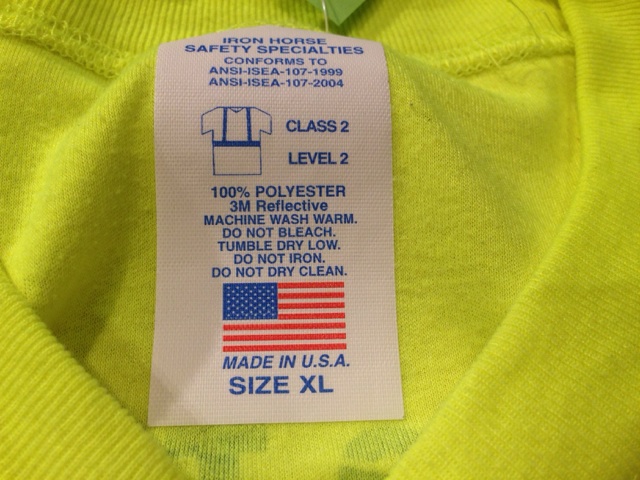 IRON HORSE
SAFETY SPECIALTIES
CONFORMS TO
ANSI-ISEA-107-1999
ANSI-ISEA-107-2004
CLASS 2
LEVEL 2
100% POLYESTER
3M Reflective
MACHINE WASH WARM.
DO NOT BLEACH.
TUMBLE DRY LOW.
DO NOT IRON.
DO NOT DRY CLEAN.
MADE IN U.S.A.
SIZE XL